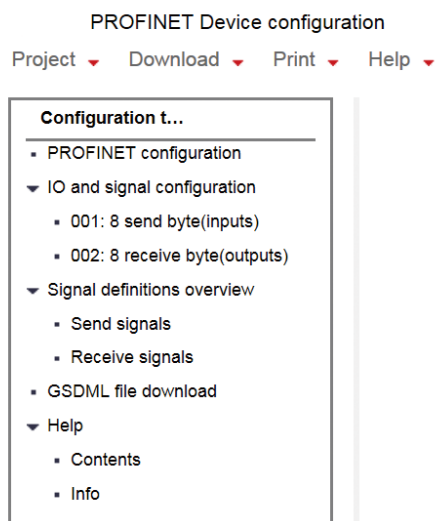 PROFINET Device configuration
Project Download Print Help
Configuration t...
PROFINET configuration
IO and signal configuration
001: 8 send byte(inputs)
002: 8 receive byte(outputs)
Signal definitions overview
Send signals
Receive signals
GSDML file download
Help
Contents
Info